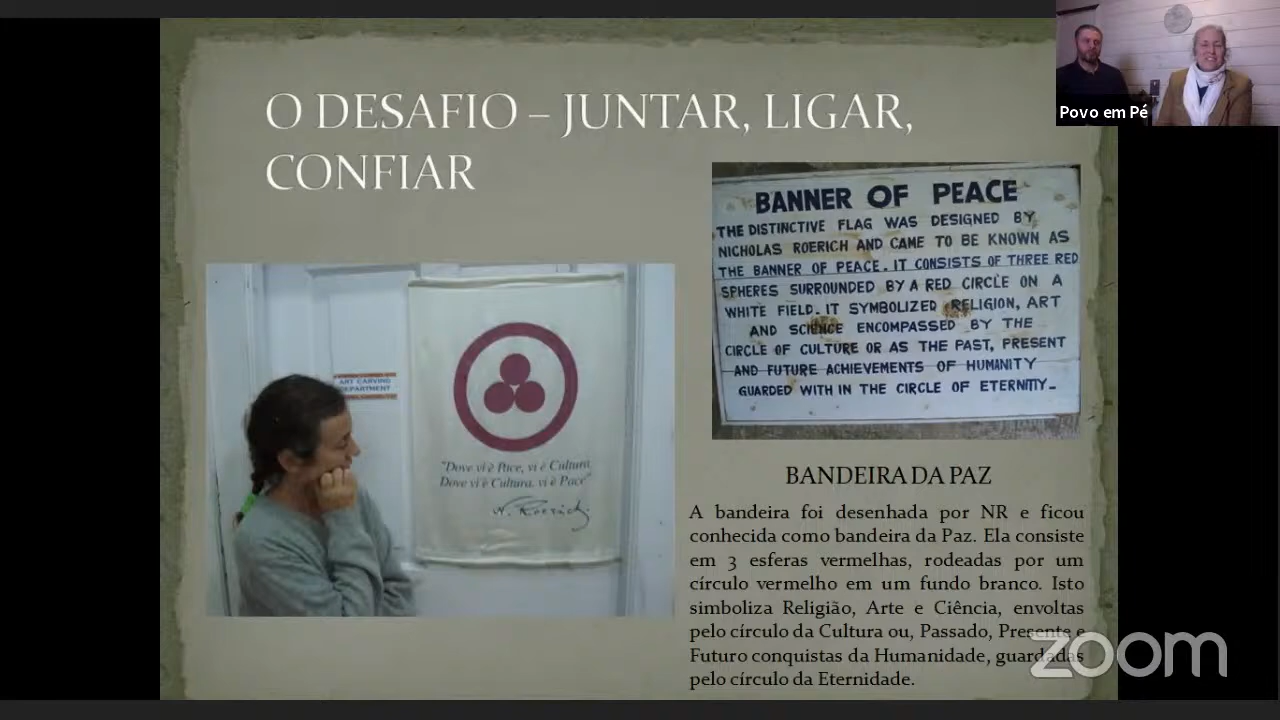 O DESAFIO – JUNTAR, LIGAR,
CONFIAR
Povo em Pé
BANNER OF PEACE
THE DISTINCTIVE FLAG WAS DESIGNED BY
NICHOLAS ROERICH AND CAME TO BE KNOWN AS
THE BANNER OF PEACE. IT CONSISTS OF THREE RED
SPHERES SURROUNDED BY A RED CIRCLE ON A
WHITE FIELD. IT SYMBOLIZED RELIGION, ART
AND SCIENCE ENCOMPASSED BY THE
CIRCLE OF CULTURE OR AS THE PAST, PRESENT
AND FUTURE ACHIEVEMENTS OF HUMANITY
GUARDED WITH IN THE CIRCLE OF ETERNITY_
ART CARVING
DEPARTMENT
"Dove vi è Pace, vi è Cultura
Dove vi è Cultura, vi è Pace"
N. Roerich
BANDEIRA DA PAZ
A bandeira foi desenhada por NR e ficou
conhecida como bandeira da Paz. Ela consiste
em 3 esferas vermelhas, rodeadas por um
círculo vermelho em um fundo branco. Isto
simboliza Religião, Arte e Ciência, envoltas
pelo círculo da Cultura ou, Passado, Presente e
Futuro conquistas da Humanidade, guardadas
pelo círculo da Eternidade.
zoom